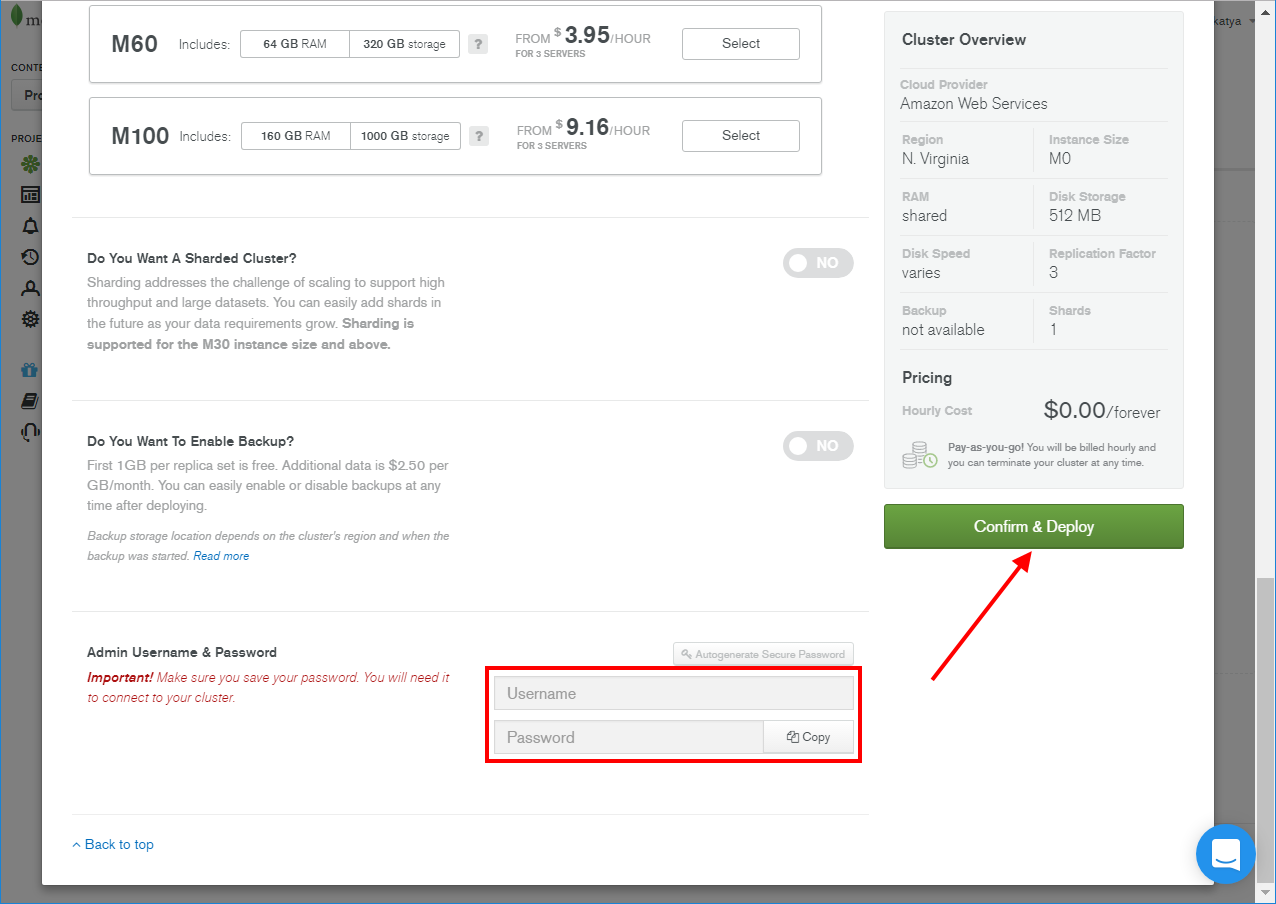 m
katya
CONTE
Pro
PROJE
M60 Includes: 64 GB RAM 320 GB storage ? FROM $3.95/HOUR Select
FOR 3 SERVERS
M100 Includes: 160 GB RAM 1000 GB storage ? FROM $9.16/HOUR Select
FOR 3 SERVERS
Do You Want A Sharded Cluster?
NO
Sharding addresses the challenge of scaling to support high
throughput and large datasets. You can easily add shards in
the future as your data requirements grow. Sharding is
supported for the M30 instance size and above.
Do You Want To Enable Backup?
NO
First 1GB per replica set is free. Additional data is $2.50 per
GB/month. You can easily enable or disable backups at any
time after deploying.
Backup storage location depends on the cluster's region and when the
backup was started. Read more
Admin Username & Password
Important! Make sure you save your password. You will need it
to connect to your cluster.
Autogenerate Secure Password
Username
Password Copy
Back to top
Cluster Overview
Cloud Provider
Amazon Web Services
Region Instance Size
N. Virginia M0
RAM Disk Storage
shared 512 MB
Disk Speed Replication Factor
varies 3
Backup Shards
not available 1
Pricing
Hourly Cost $0.00/forever
Pay-as-you-go! You will be billed hourly and
you can terminate your cluster at any time.
Confirm & Deploy